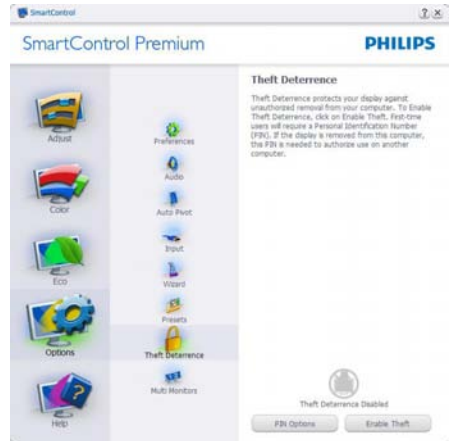 SmartControl
? X
SmartControl Premium
PHILIPS
Adjust
Color
Eco
Options
Help
Preferences
Audio
Auto Pivot
Input
Wizard
Presets
Theft Deterrence
Multi Monitors
Theft Deterrence
Theft Deterrence protects your display against
unauthorized removal from your computer. To Enable
Theft Deterrence, click on Enable Theft. First-time
users will require a Personal Identification Number
(PIN). If the display is removed from this computer,
this PIN is needed to authorize use on another
computer.
Theft Deterrence Disabled
PIN Options
Enable Theft